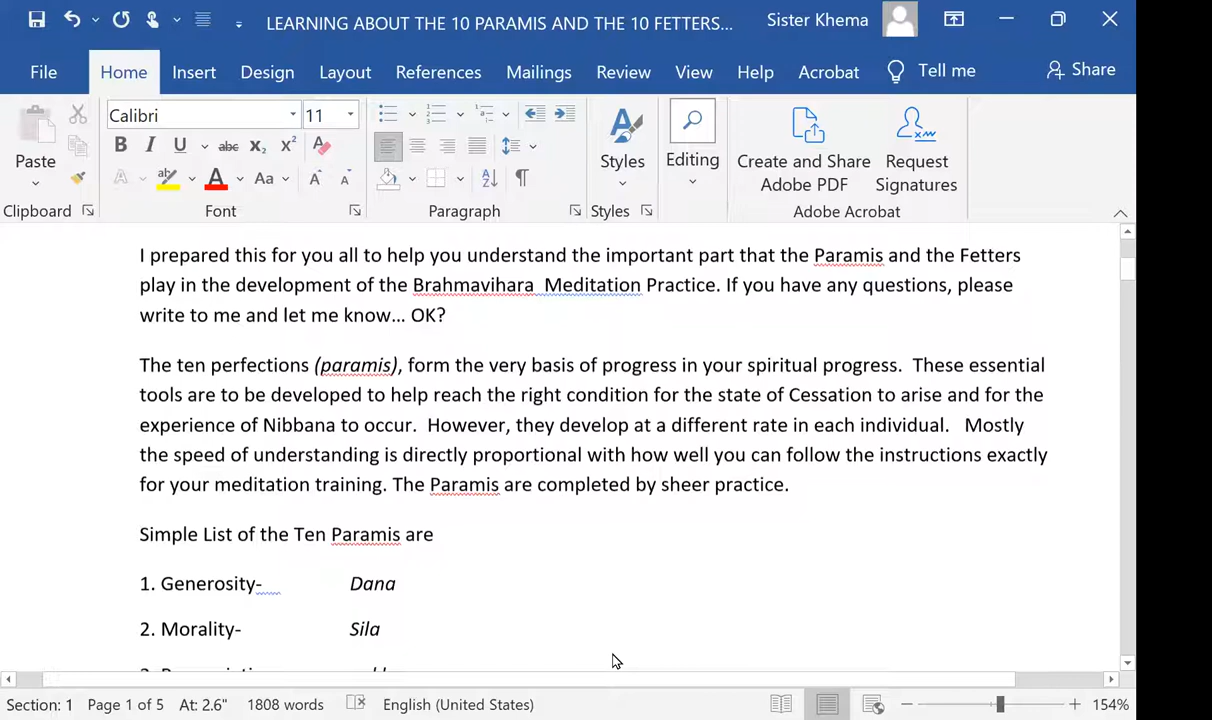 LEARNING ABOUT THE 10 PARAMIS AND THE 10 FETTERS... Sister Khema
File Home Insert Design Layout References Mailings Review View Help Acrobat Tell me Share
Calibri 11
Paste Styles Editing Create and Share Adobe PDF Request Signatures
Clipboard Font Paragraph Styles Adobe Acrobat
I prepared this for you all to help you understand the important part that the Paramis and the Fetters
play in the development of the Brahmavihara  Meditation Practice. If you have any questions, please
write to me and let me know... OK?
The ten perfections (paramis), form the very basis of progress in your spiritual progress.  These essential
tools are to be developed to help reach the right condition for the state of Cessation to arise and for the
experience of Nibbana to occur.  However, they develop at a different rate in each individual.   Mostly
the speed of understanding is directly proportional with how well you can follow the instructions exactly
for your meditation training. The Paramis are completed by sheer practice.
Simple List of the Ten Paramis are
1. Generosity- Dana
2. Morality- Sila
Section: 1 Page 1 of 5 At: 2.6" 1808 words English (United States) 154%